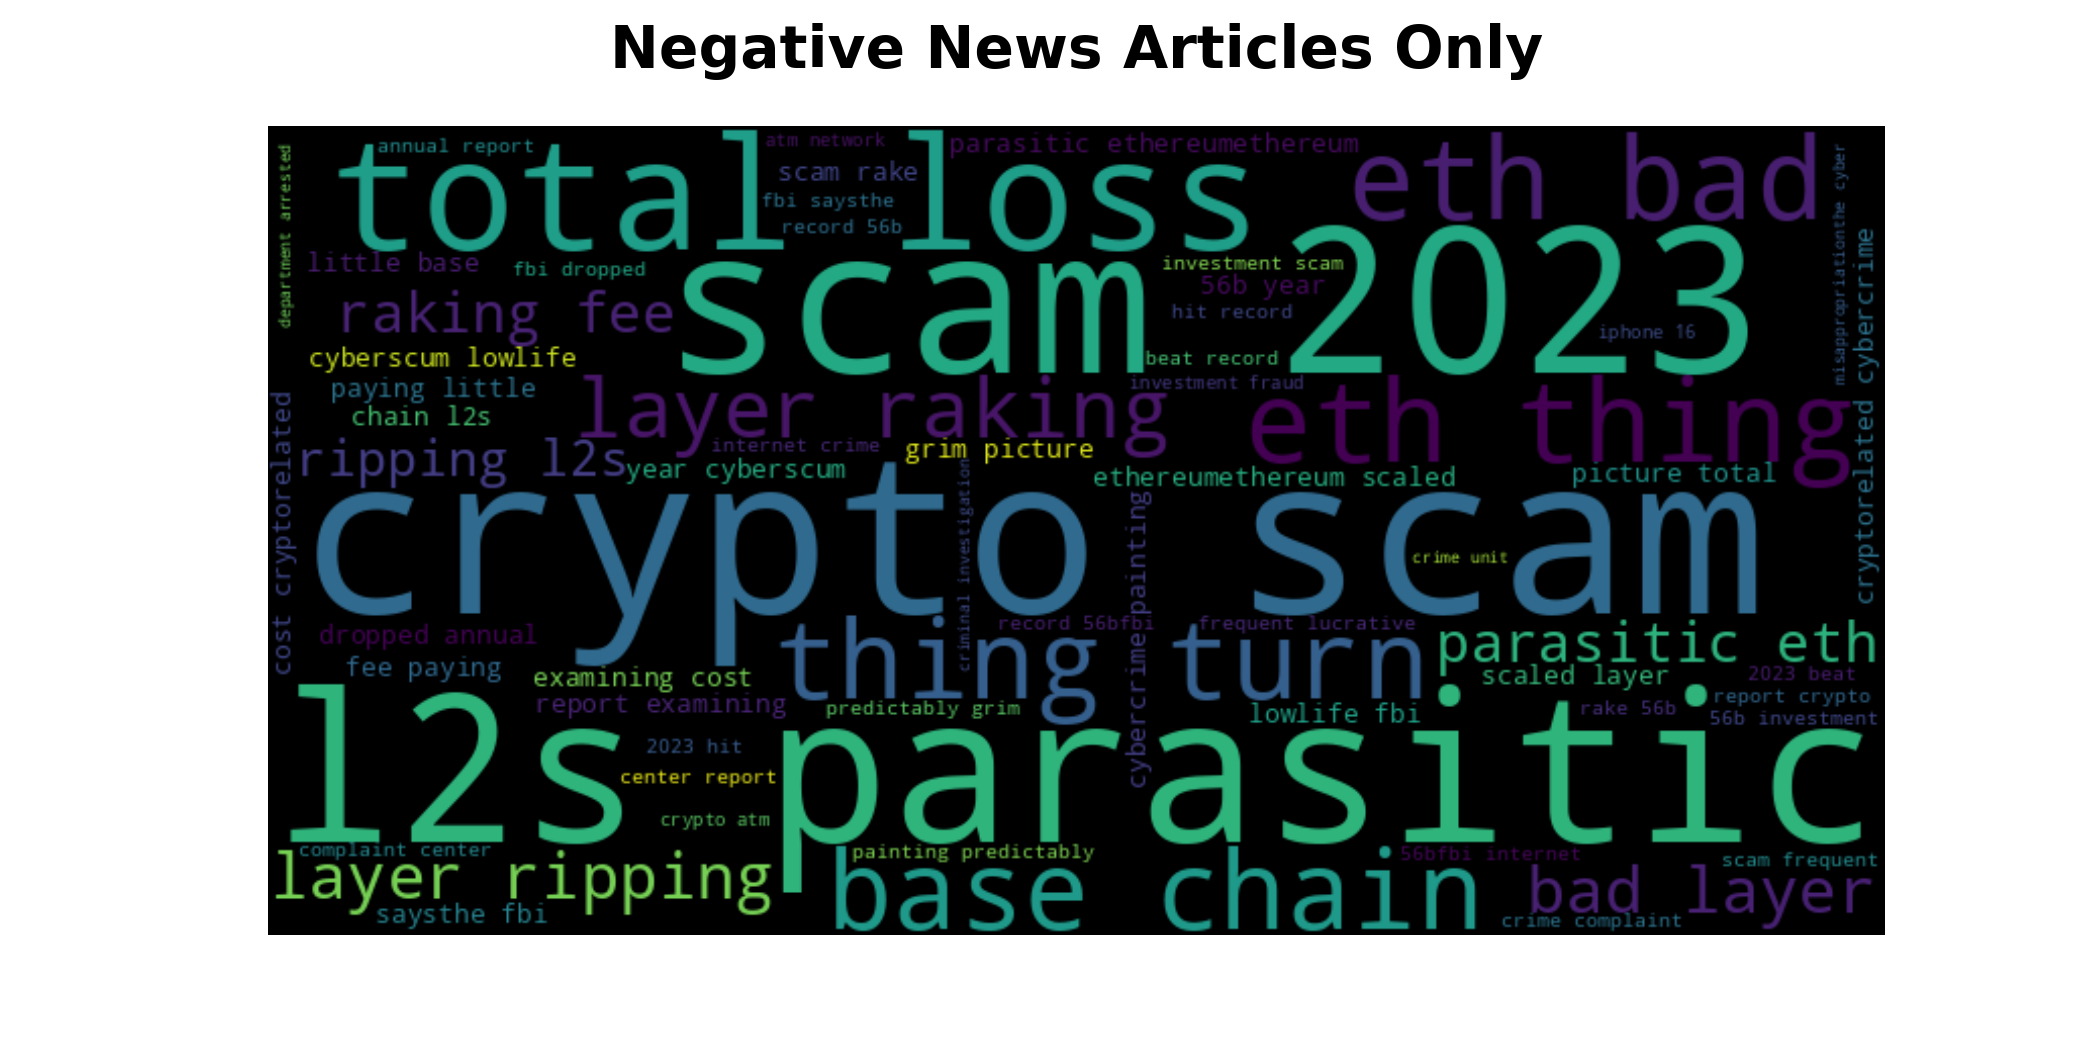 Negative News Articles Only
department arrested
annual report
total loss
atm network
scam rake
fbi saysthe
record 56b
parasitic ethereumethereum
eth bad
misappropriationthe cyber
little base
fbi dropped
scam
investment scam
56b year
hit record
2023
iphone 16
cryptorelated cybercrime
raking fee
cyberscum lowlife
beat record
paying little
chain l2s
layer raking
investment fraud
eth thing
cost cryptorelated
ripping l2s
internet crime
grim picture
year cyberscum
ethereumethereum scaled
picture total
crypto scam
criminal investigation
cybercrime painting
crime unit
dropped annual
fee paying
examining cost
report examining
thing turn
record 56bfbi
frequent lucrative
parasitic eth
scaled layer
2023 beat
report crypto
predictably grim
lowlife fbi
rake 56b
56b investment
l2s
2023 hit
center report
crypto atm
parasitic
complaint center
layer ripping
saysthe fbi
painting predictably
base chain
56bfbi internet
scam frequent
bad layer
crime complaint